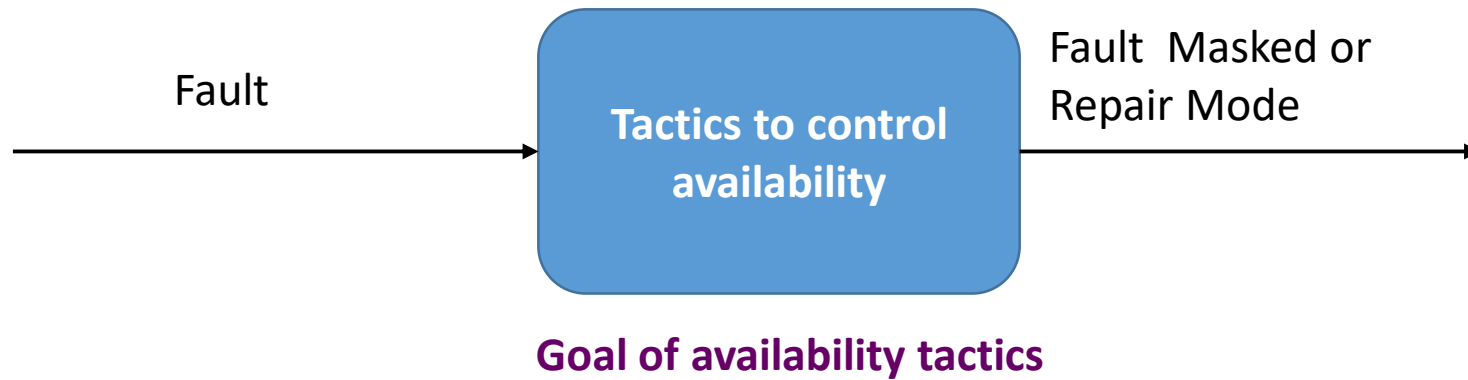 Fault
Tactics to control
availability
Fault  Masked or
Repair Mode
Goal of availability tactics